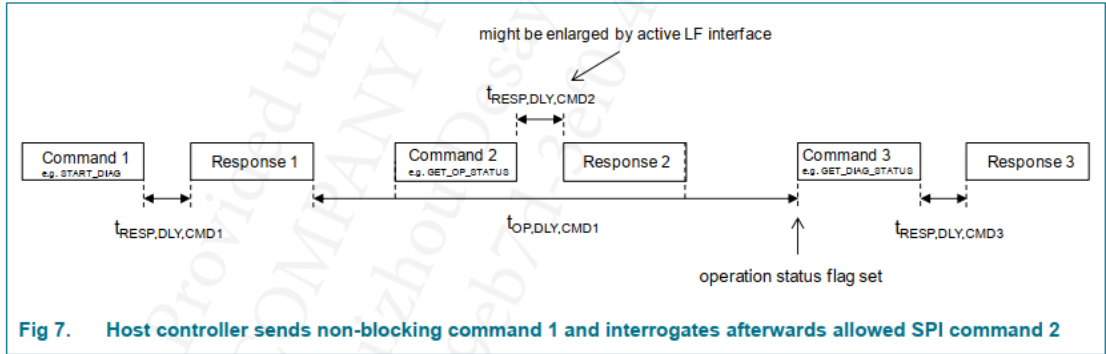 might be enlarged by active LF interface
tRESP,DLY,CMD2
Command 1
e.g. START_DIAG
Response 1
Command 2
e.g. GET_OP_STATUS
Response 2
Command 3
e.g. GET_DIAG_STATUS
Response 3
tRESP,DLY,CMD1
tOP,DLY,CMD1
tRESP,DLY,CMD3
operation status flag set
Fig 7. Host controller sends non-blocking command 1 and interrogates afterwards allowed SPI command 2